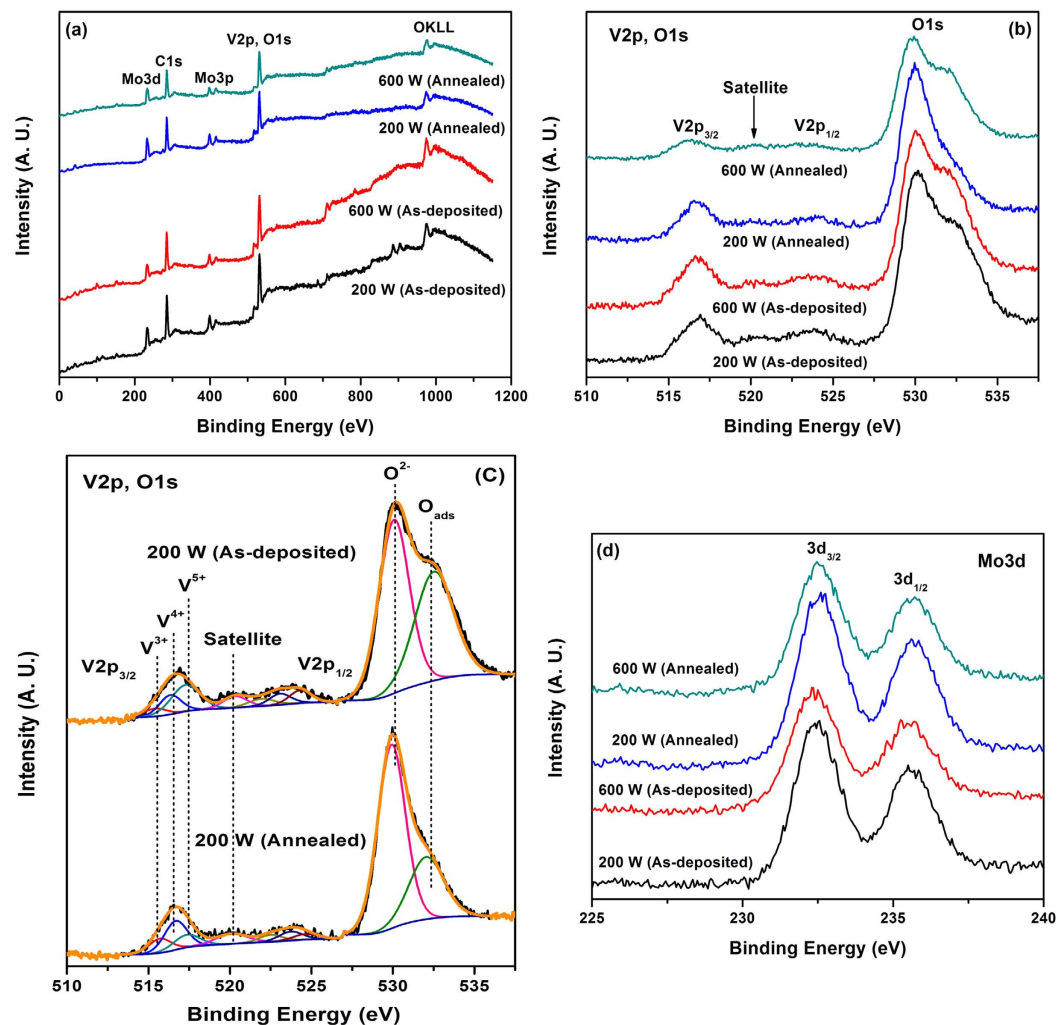 (a)
OKLL
V2p, O1s
C1s
Mo3d
Mo3p
600 W (Annealed)
200 W (Annealed)
600 W (As-deposited)
200 W (As-deposited)
Intensity (A. U.)
0 200 400 600 800 1000 1200
Binding Energy (eV)
V2p, O1s
O1s
(b)
Satellite
V2p3/2
V2p1/2
600 W (Annealed)
200 W (Annealed)
600 W (As-deposited)
200 W (As-deposited)
Intensity (A. U.)
510 515 520 525 530 535
Binding Energy (eV)
V2p, O1s
O2-
(C)
Oads
200 W (As-deposited)
V5+
V4+
V3+
Satellite
V2p3/2
V2p1/2
200 W (Annealed)
Intensity (A. U.)
510 515 520 525 530 535
Binding Energy (eV)
(d)
3d3/2
Mo3d
3d1/2
600 W (Annealed)
200 W (Annealed)
600 W (As-deposited)
200 W (As-deposited)
Intensity (A. U.)
225 230 235 240
Binding Energy (eV)